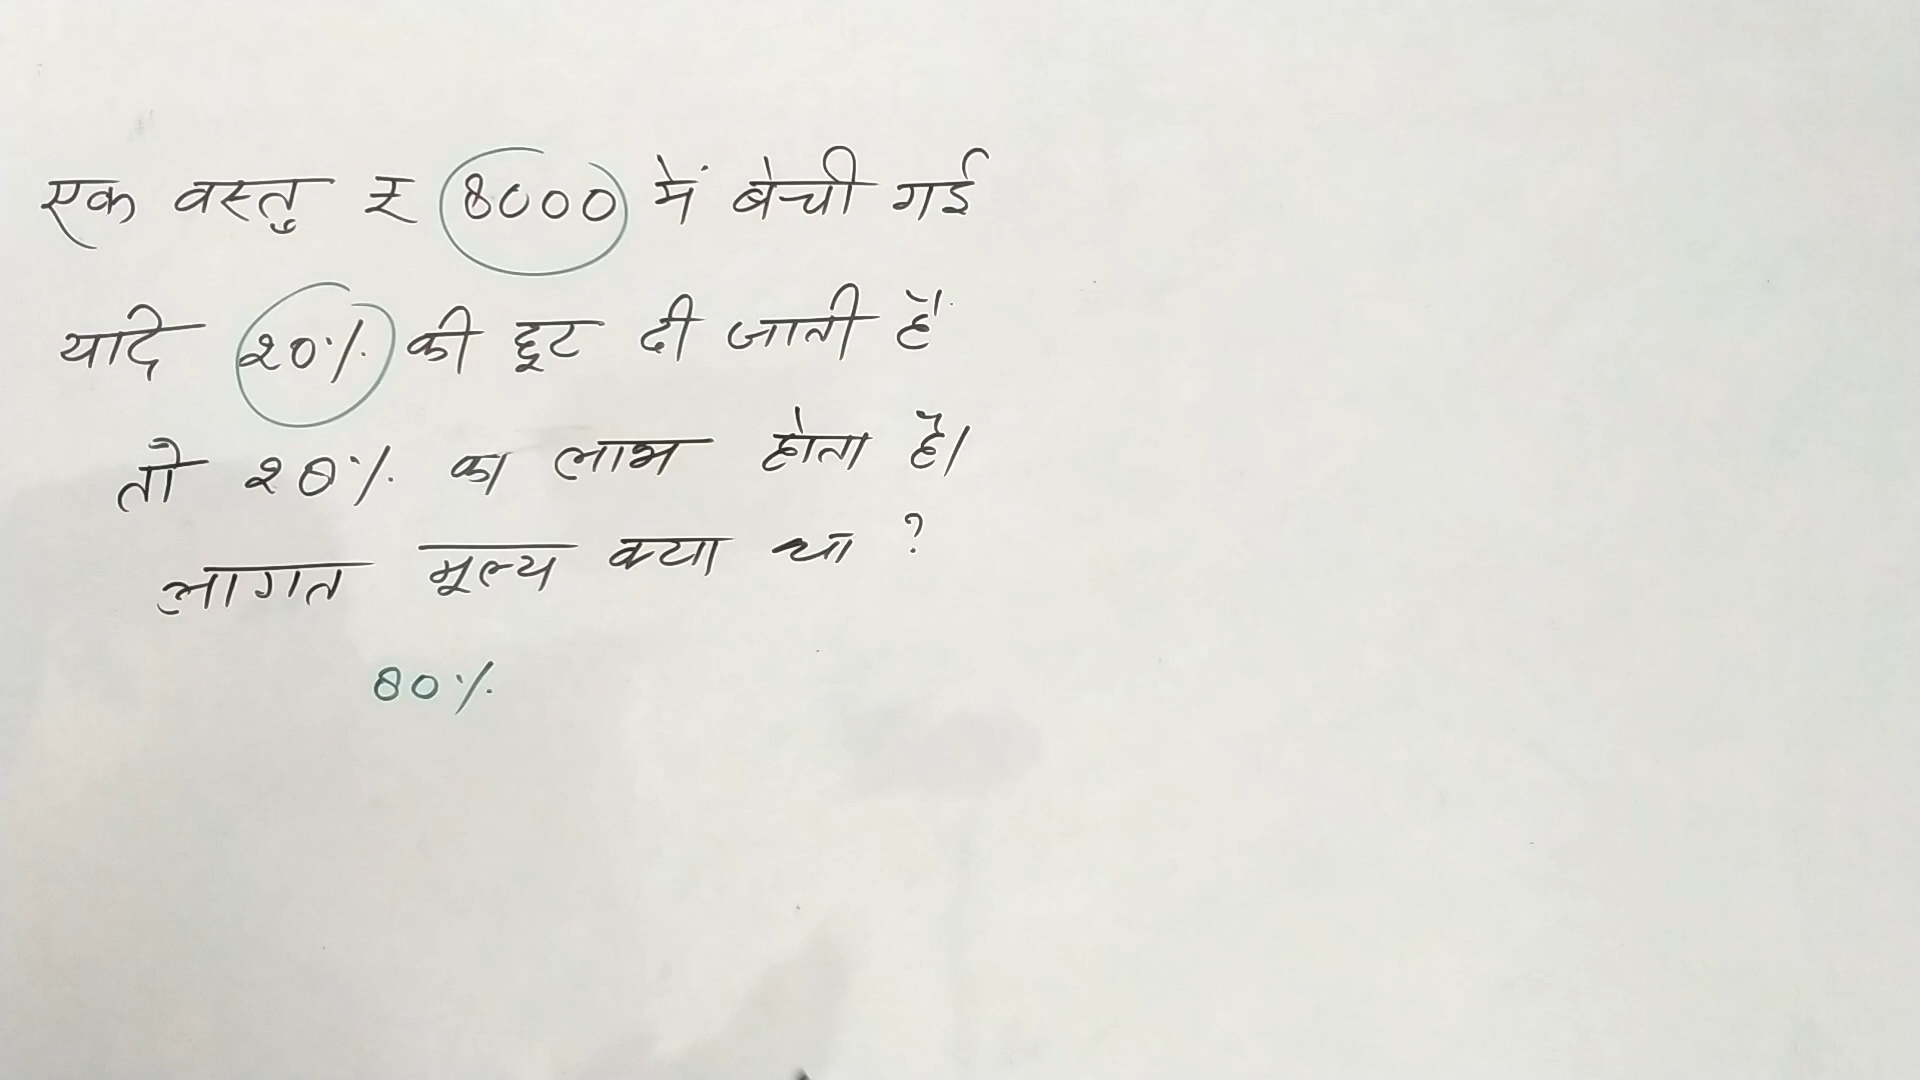 एक वस्तु ₹ 8000 में बेची गई
यदि 20% की छूट दी जाती है
तो 20% का लाभ होता है।
लागत मूल्य क्या था ?
80%